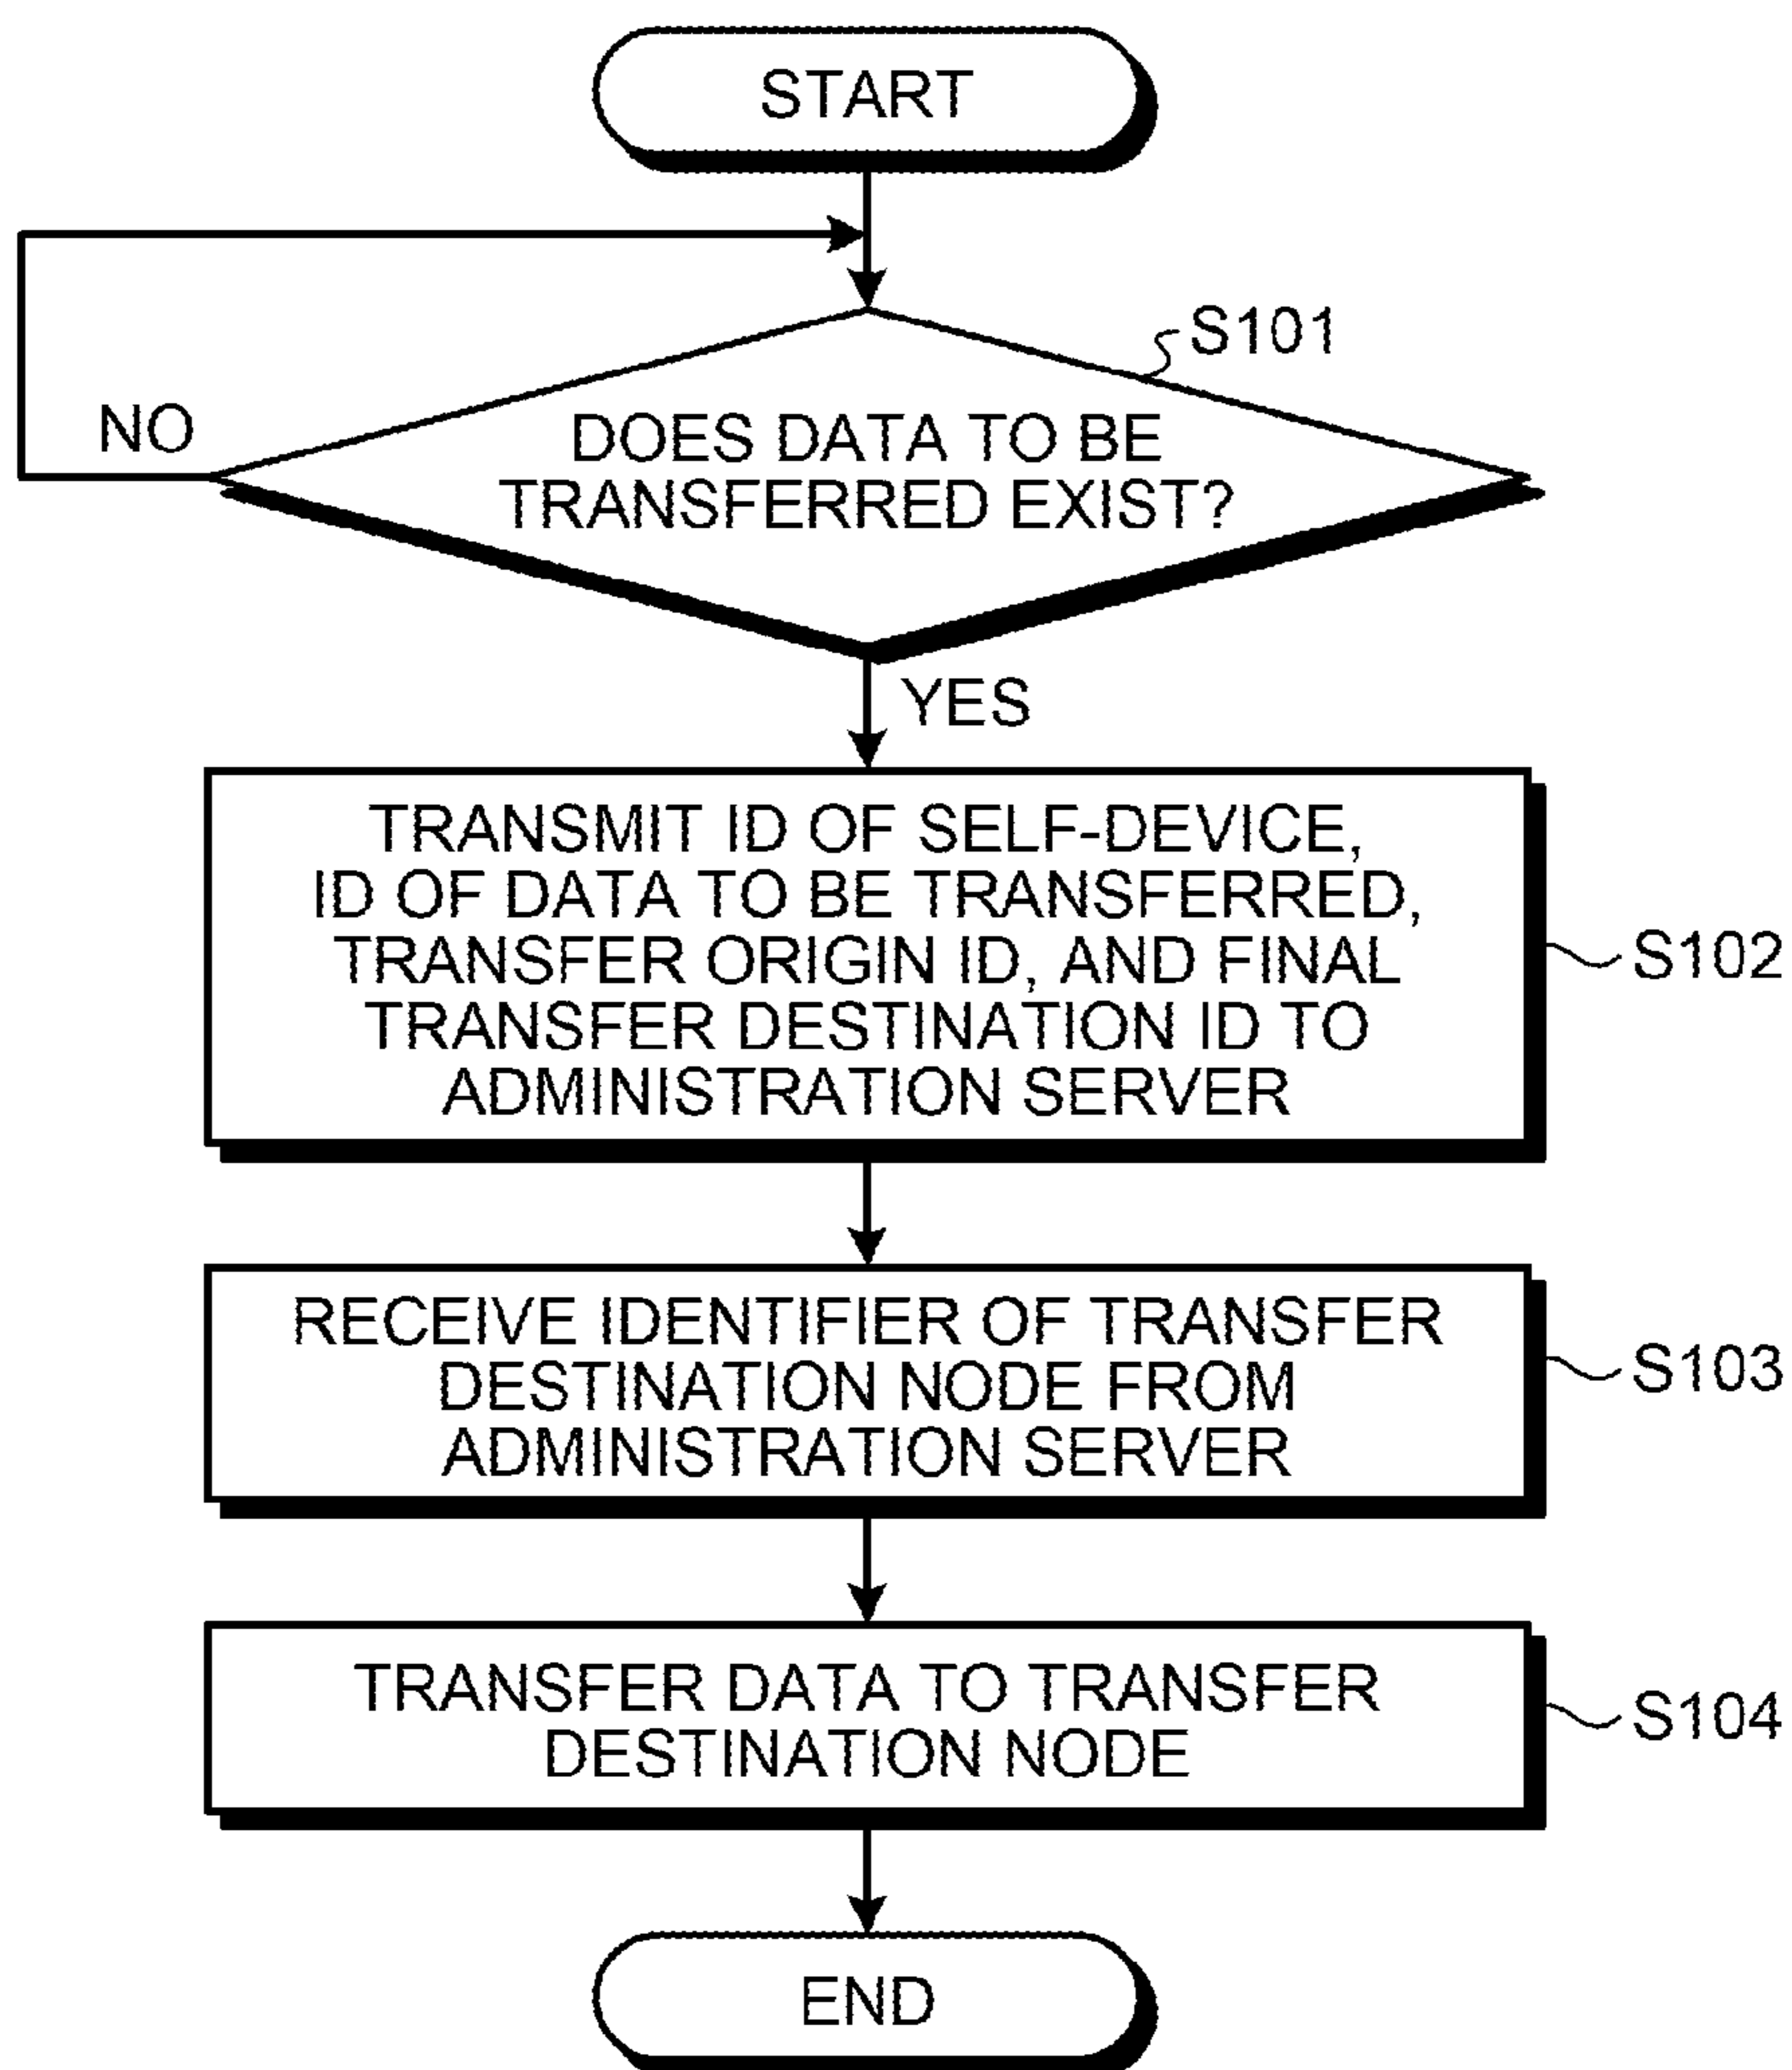 START
S101
NO
DOES DATA TO BE
TRANSFERRED EXIST?
YES
TRANSMIT ID OF SELF-DEVICE,
ID OF DATA TO BE TRANSFERRED,
TRANSFER ORIGIN ID, AND FINAL
TRANSFER DESTINATION ID TO
ADMINISTRATION SERVER
S102
RECEIVE IDENTIFIER OF TRANSFER
DESTINATION NODE FROM
ADMINISTRATION SERVER
S103
TRANSFER DATA TO TRANSFER
DESTINATION NODE
S104
END